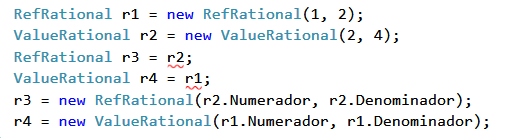 RefRational r1 = new RefRational(1, 2);
ValueRational r2 = new ValueRational(2, 4);
RefRational r3 = r2;
ValueRational r4 = r1;
r3 = new RefRational(r2.Numerador, r2.Denominador);
r4 = new ValueRational(r1.Numerador, r1.Denominador);